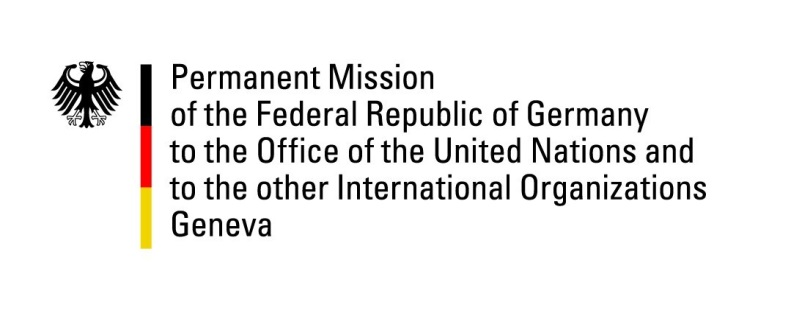 Permanent Mission
of the Federal Republic of Germany
to the Office of the United Nations and
to the other International Organizations
Geneva